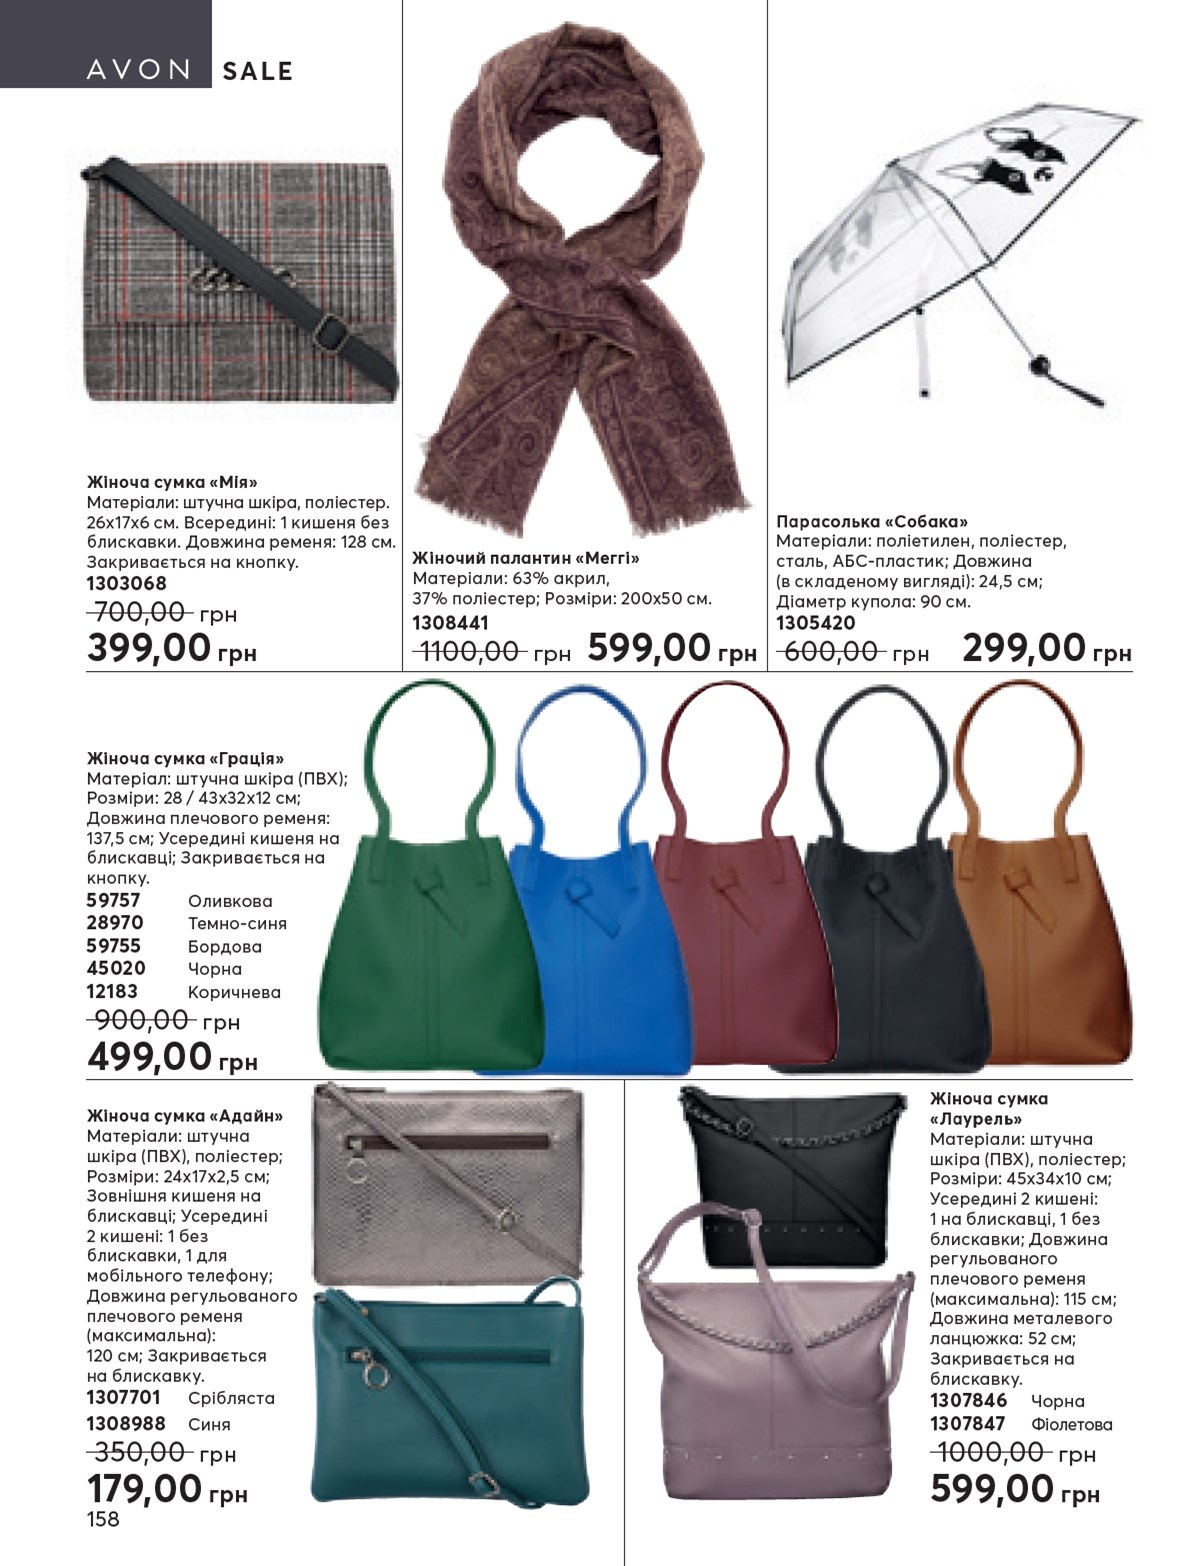 AVON SALE
Жіноча сумка «Мія»
Матеріали: штучна шкіра, поліестер.
26х17х6 см. Всередині: 1 кишеня без
блискавки. Довжина ременя: 128 см.
Закривається на кнопку.
1303068
700,00 грн
399,00 грн
Жіночий палантин «Меггі»
Матеріали: 63% акрил,
37% поліестер; Розміри: 200х50 см.
1308441
1100,00 грн 599,00 грн
Парасолька «Собака»
Матеріали: поліетилен, поліестер,
сталь, АБС-пластик; Довжина
(в складеному вигляді): 24,5 см;
Діаметр купола: 90 см.
1305420
600,00 грн 299,00 грн
Жіноча сумка «Грація»
Матеріал: штучна шкіра (ПВХ);
Розміри: 28 / 43х32х12 см;
Довжина плечового ременя:
137,5 см; Усередині кишеня на
блискавці; Закривається на
кнопку.
59757 Оливкова
28970 Темно-синя
59755 Бордова
45020 Чорна
12183 Коричнева
900,00 грн
499,00 грн
Жіноча сумка «Адайн»
Матеріали: штучна
шкіра (ПВХ), поліестер;
Розміри: 24х17х2,5 см;
Зовнішня кишеня на
блискавці; Усередині
2 кишені: 1 без
блискавки, 1 для
мобільного телефону;
Довжина регульованого
плечового ременя
(максимальна):
120 см; Закривається
на блискавку.
1307701 Срібляста
1308988 Синя
350,00 грн
179,00 грн
Жіноча сумка
«Лаурель»
Матеріали: штучна
шкіра (ПВХ), поліестер;
Розміри: 45х34х10 см;
Усередині 2 кишені:
1 на блискавці, 1 без
блискавки; Довжина
регульованого
плечового ременя
(максимальна): 115 см;
Довжина металевого
ланцюжка: 52 см;
Закривається на
блискавку.
1307846 Чорна
1307847 Фіолетова
1000,00 грн
599,00 грн
158